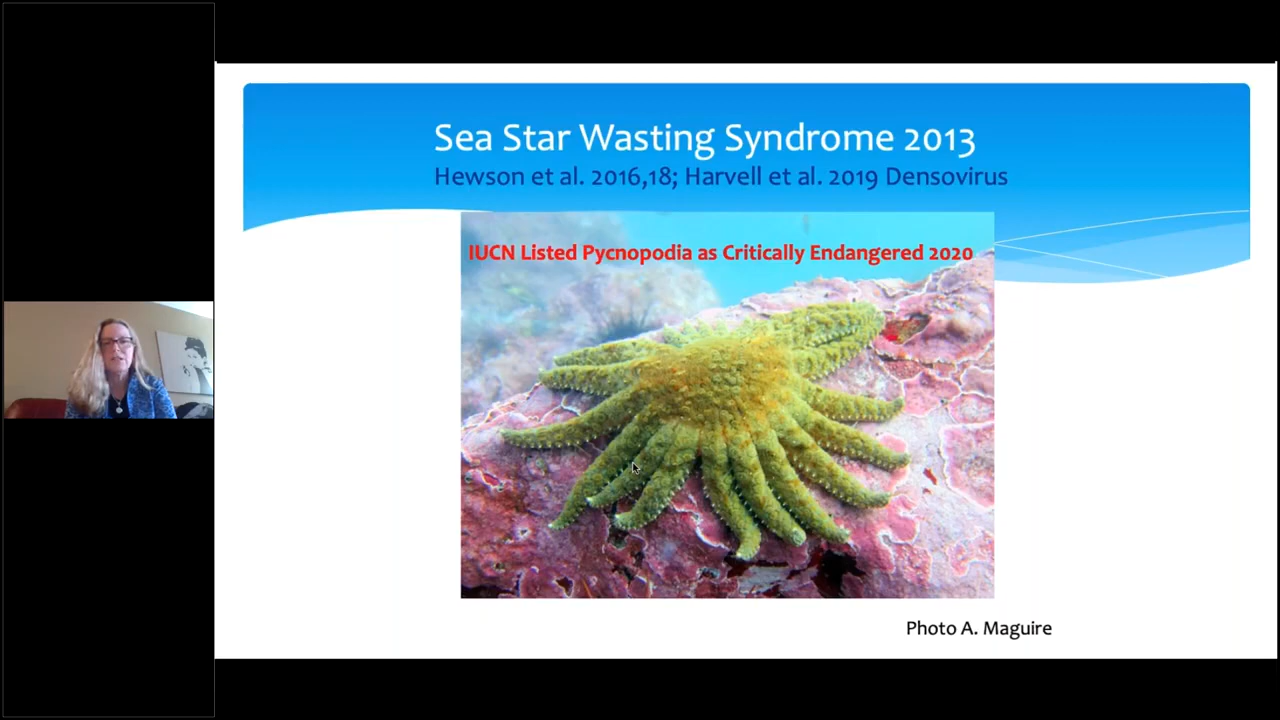 Sea Star Wasting Syndrome 2013
Hewson et al. 2016,18; Harvell et al. 2019 Densovirus
IUCN Listed Pycnopodia as Critically Endangered 2020
Photo A. Maguire